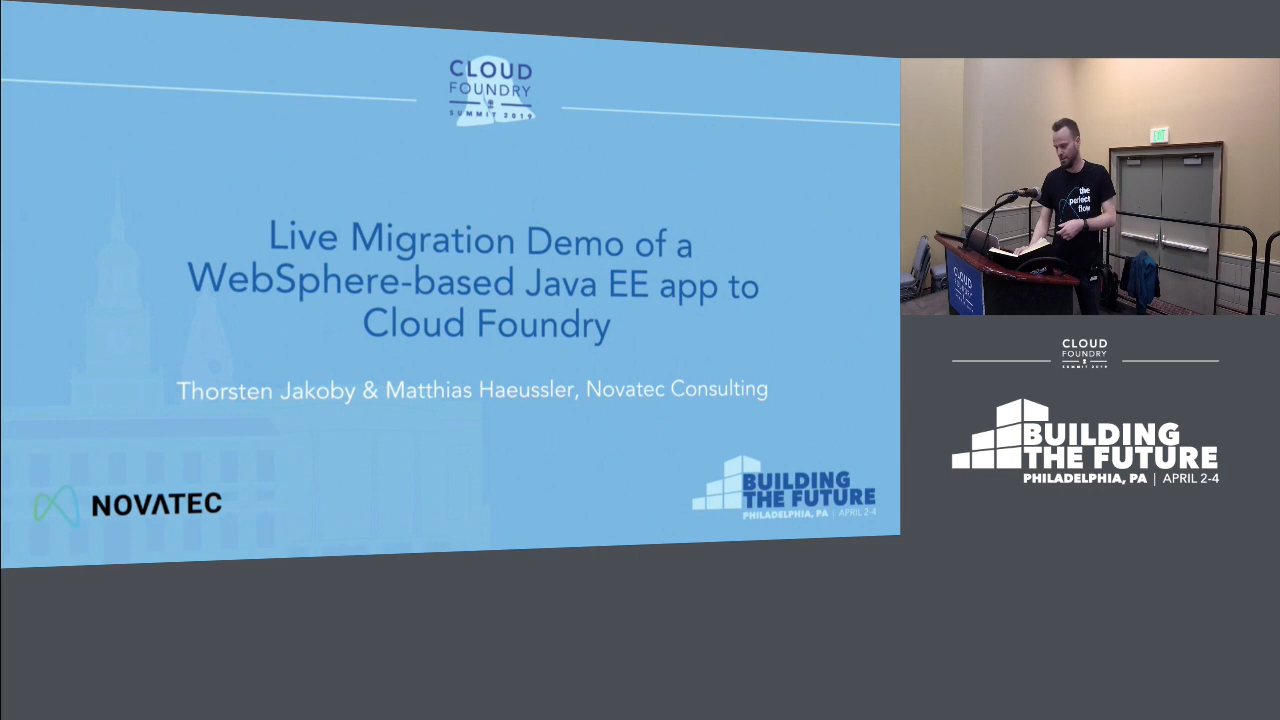 CLOUD
FOUNDRY
SUMMIT 2019
Live Migration Demo of a
WebSphere-based Java EE app to
Cloud Foundry
Thorsten Jakoby & Matthias Haeussler, Novatec Consulting
NOVATEC
BUILDING
THE FUTURE
PHILADELPHIA, PA | APRIL 2-4
EXIT
the
perfect
flow
CLOUD
FOUNDRY
CLOUD
FOUNDRY
SUMMIT 2019
BUILDING
THE FUTURE
PHILADELPHIA, PA | APRIL 2-4